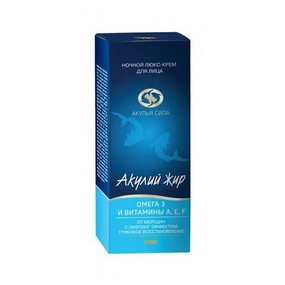 НОЧНОЙ ЛЮКС-КРЕМ
ДЛЯ ЛИЦА
АКУЛЬЯ СИЛА
Акулий жир
ОМЕГА 3
И ВИТАМИНЫ А, Е, F
ОТ МОРЩИН
С ЛИФТИНГ ЭФФЕКТОМ
ГЛУБОКОЕ ВОССТАНОВЛЕНИЕ